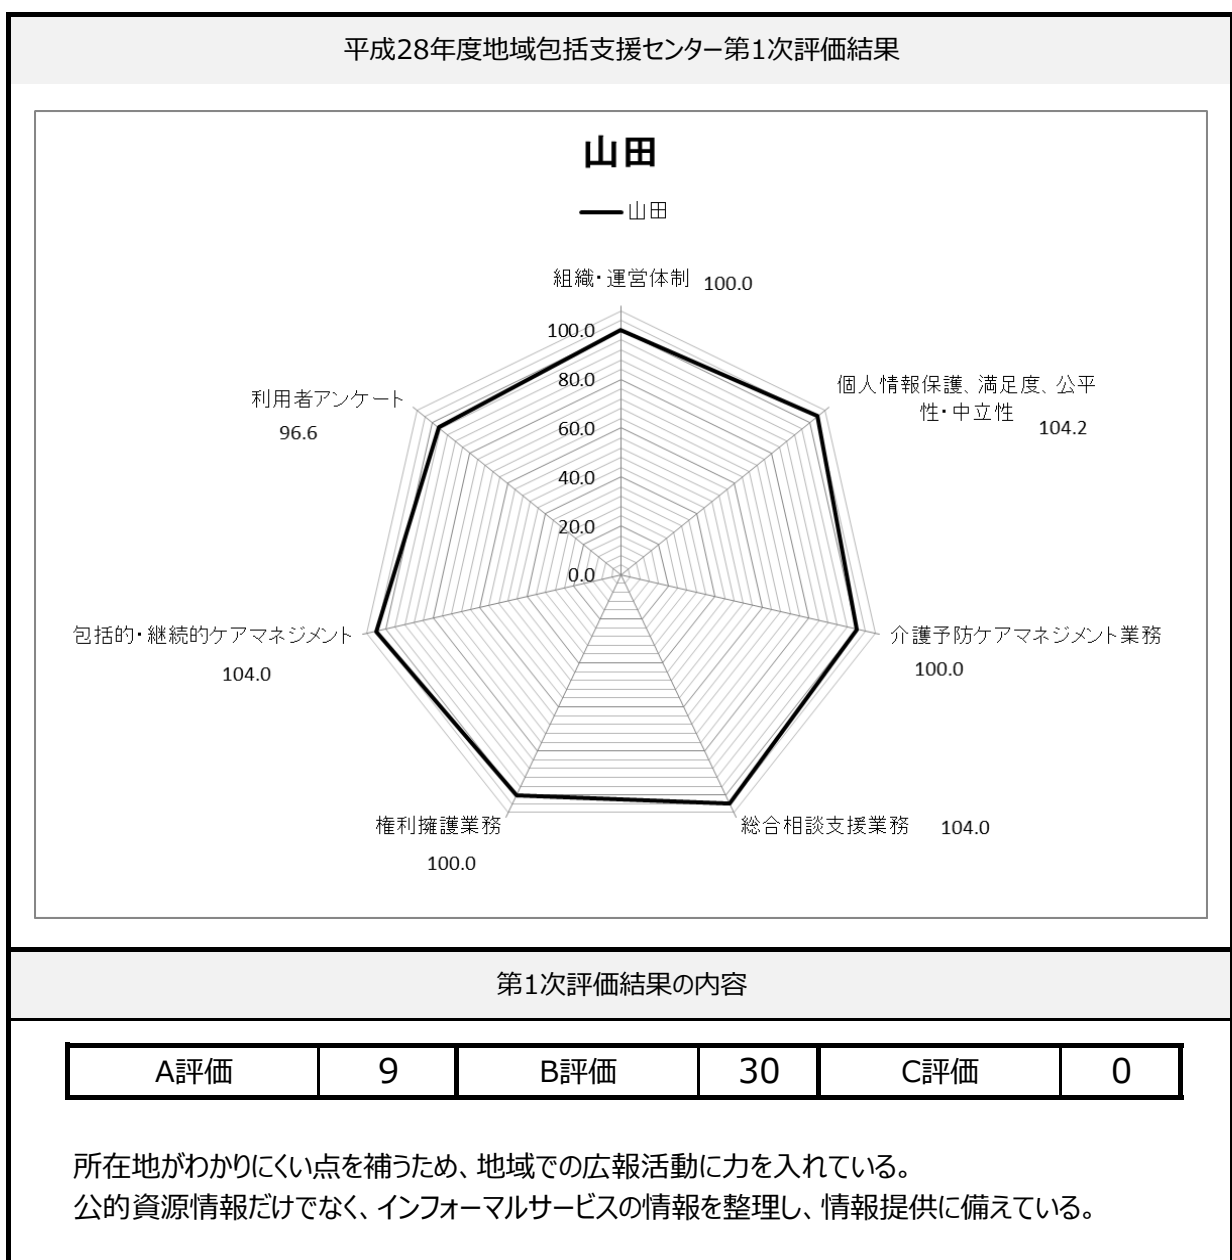 平成28年度地域包括支援センター第1次評価結果
山田
山田
組織・運営体制 100.0
100.0
80.0
60.0
40.0
20.0
0.0
個人情報保護、満足度、公平
性・中立性 104.2
介護予防ケアマネジメント業務
100.0
総合相談支援業務 104.0
権利擁護業務
100.0
包括的・継続的ケアマネジメント
104.0
利用者アンケート
96.6
第1次評価結果の内容
A評価 9 B評価 30 C評価 0
所在地がわかりにくい点を補うため、地域での広報活動に力を入れている。
公的資源情報だけでなく、インフォーマルサービスの情報を整理し、情報提供に備えている。